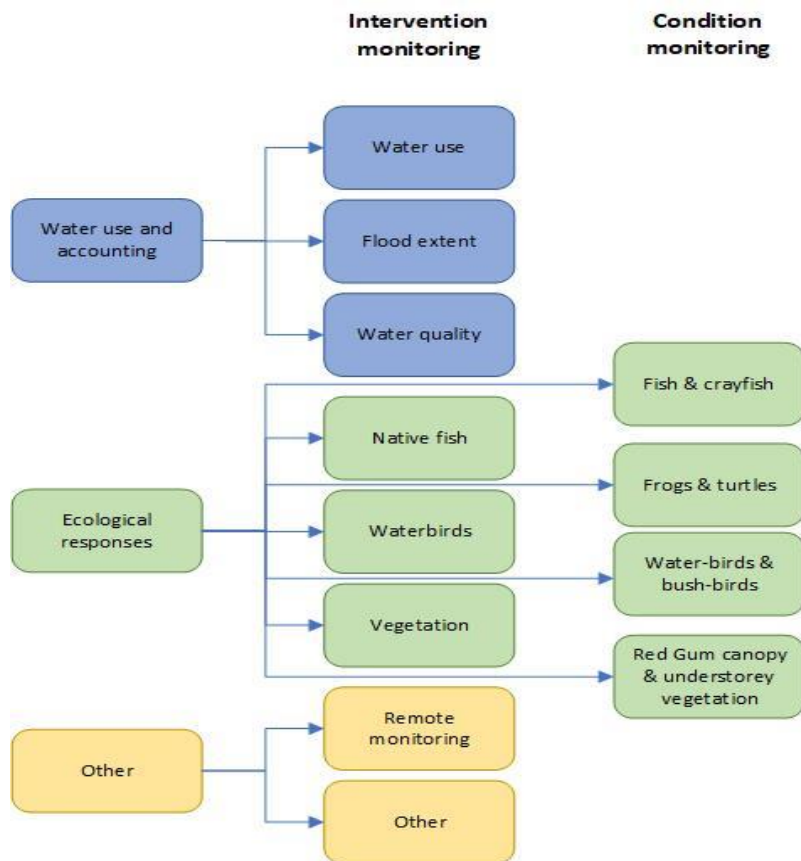 Intervention
monitoring
Condition
monitoring
Water use and
accounting
Water use
Flood extent
Water quality
Ecological
responses
Native fish
Waterbirds
Vegetation
Fish & crayfish
Frogs & turtles
Water-birds &
bush-birds
Red Gum canopy
& understorey
vegetation
Other
Remote
monitoring
Other